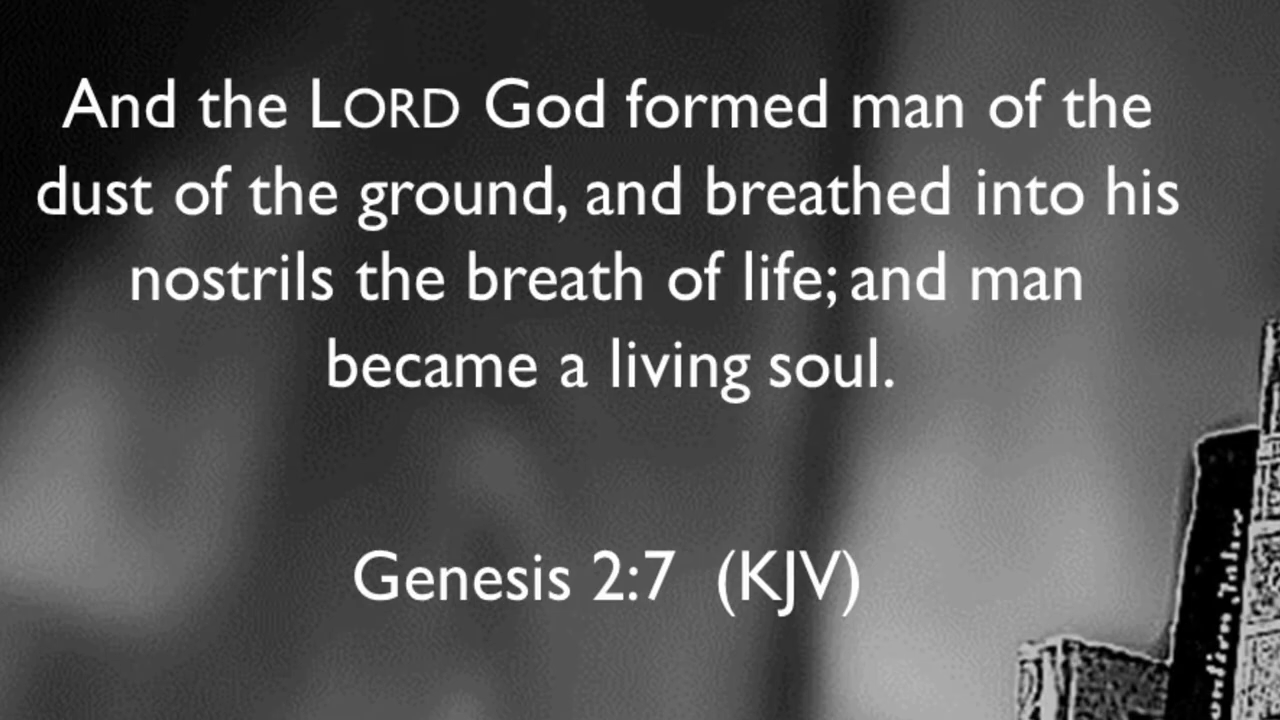 And the LORD God formed man of the
dust of the ground, and breathed into his
nostrils the breath of life; and man
became a living soul.
Genesis 2:7 (KJV)